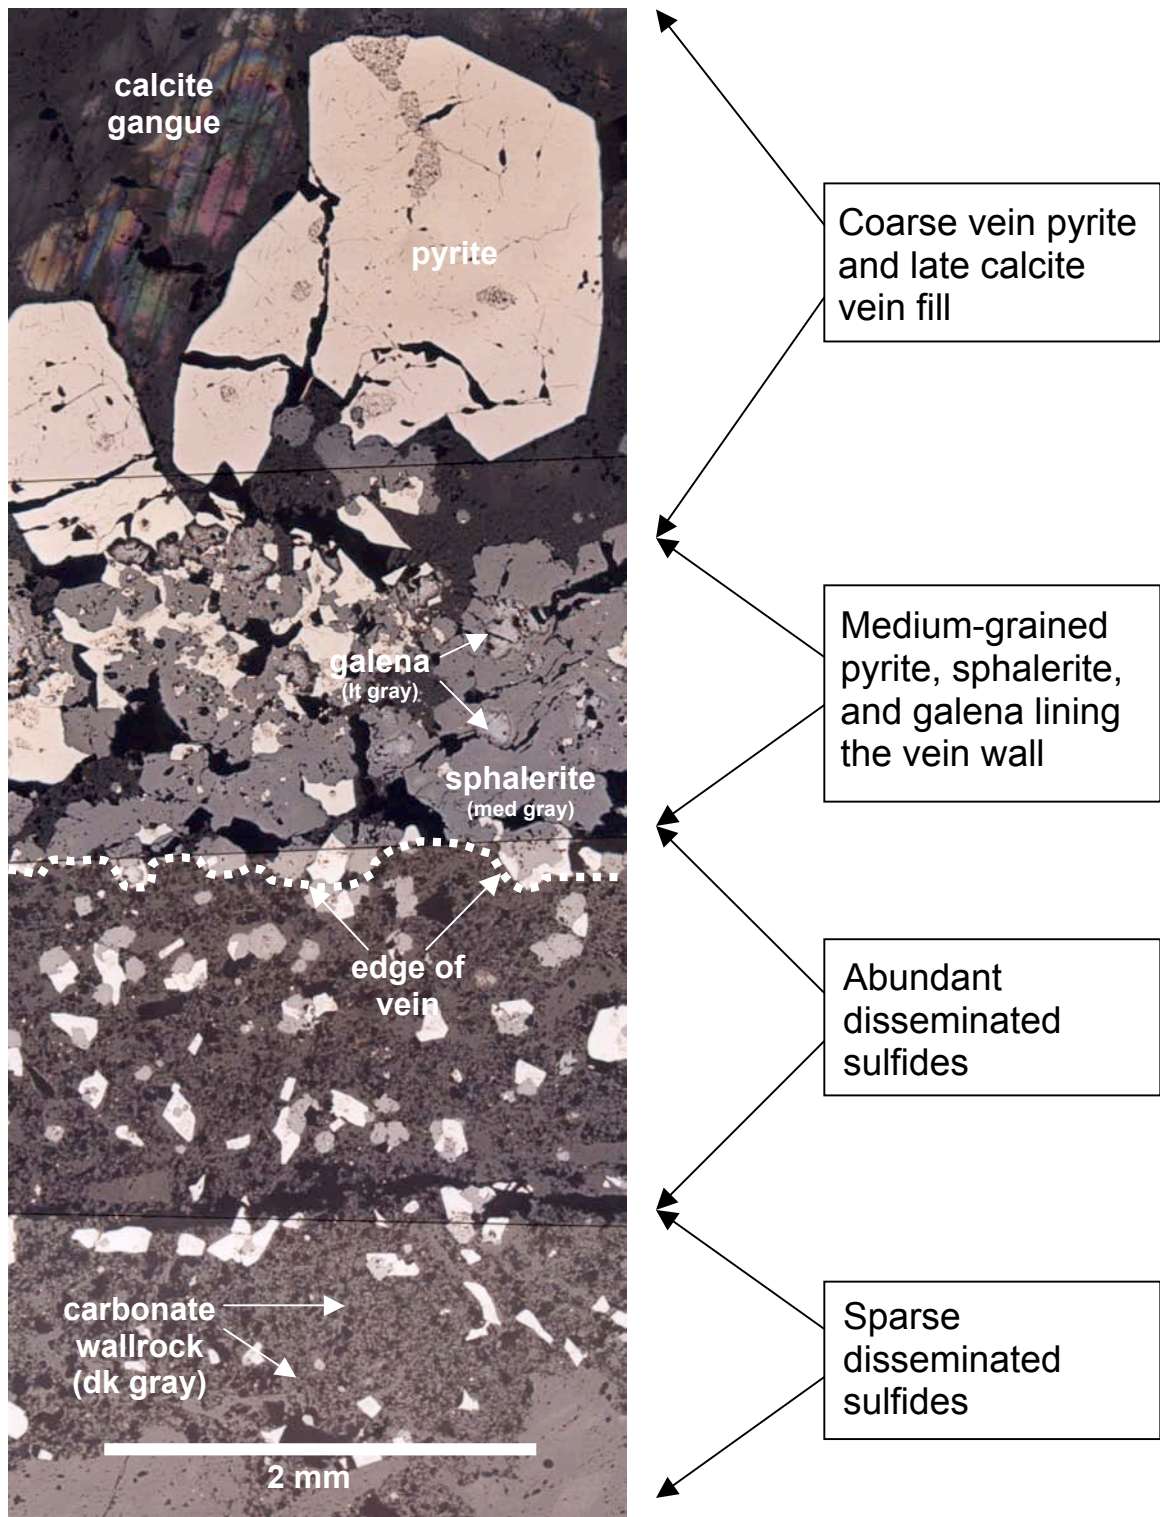 calcite
gangue
pyrite
Coarse vein pyrite
and late calcite
vein fill
galena
(lt gray)
sphalerite
(med gray)
Medium-grained
pyrite, sphalerite,
and galena lining
the vein wall
edge of
vein
Abundant
disseminated
sulfides
carbonate
wallrock
(dk gray)
2 mm
Sparse
disseminated
sulfides